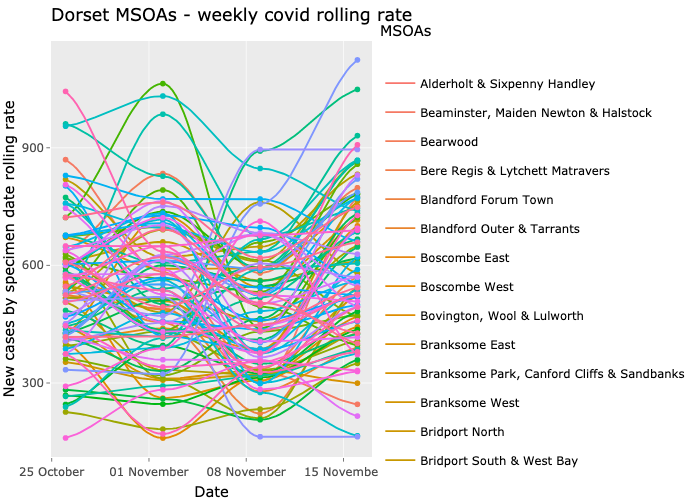 Dorset MSOAs - weekly covid rolling rate
MSOAs
New cases by specimen date rolling rate
900
600
300
25 October
01 November
08 November
15 Novembe
Date
Alderholt & Sixpenny Handley
Beaminster, Maiden Newton & Halstock
Bearwood
Bere Regis & Lytchett Matravers
Blandford Forum Town
Blandford Outer & Tarrants
Boscombe East
Boscombe West
Bovington, Wool & Lulworth
Branksome East
Branksome Park, Canford Cliffs & Sandbanks
Branksome West
Bridport North
Bridport South & West Bay